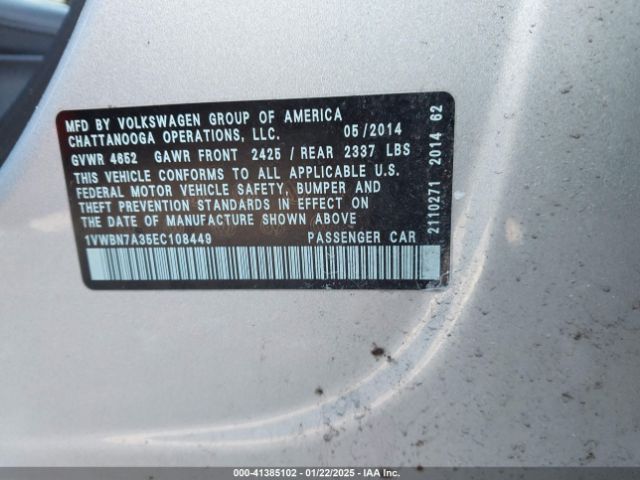 MFD BY VOLKSWAGEN GROUP OF AMERICA
CHATTANOOGA OPERATIONS, LLC. 05/2014
GVWR 4652 GAWR FRONT 2425 / REAR 2337 LBS
THIS VEHICLE CONFORMS TO ALL APPLICABLE U.S.
FEDERAL MOTOR VEHICLE SAFETY, BUMPER AND
THEFT PREVENTION STANDARDS IN EFFECT ON
THE DATE OF MANUFACTURE SHOWN ABOVE
1VWBN7A35EC108449 PASSENGER CAR
2110271 2014 62
000-41385102 - 01/22/2025 - IAA Inc.